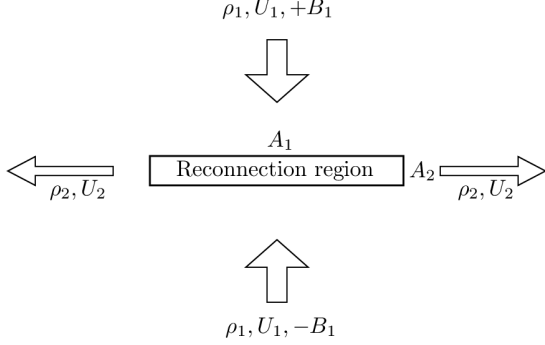 ρ₁, U₁, +B₁
A₁
Reconnection region
A₂
ρ₂, U₂
ρ₂, U₂
ρ₁, U₁, −B₁